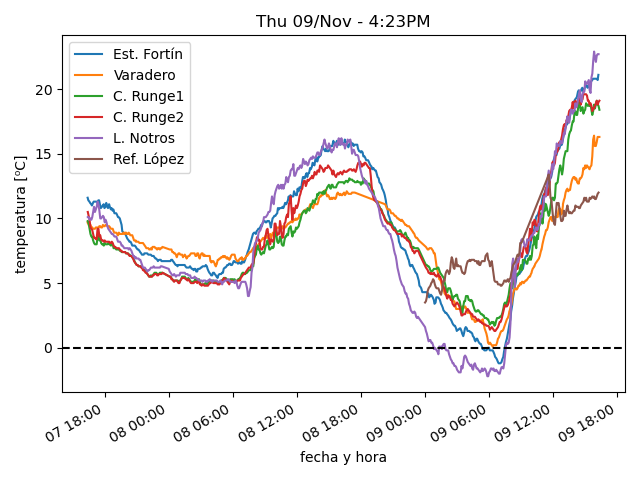 Thu 09/Nov - 4:23PM
Est. Fortín
Varadero
C. Runge1
C. Runge2
L. Notros
Ref. López
temperatura [°C]
20
15
10
5
0
07 18:00
08 00:00
08 06:00
08 12:00
08 18:00
09 00:00
09 06:00
09 12:00
09 18:00
fecha y hora